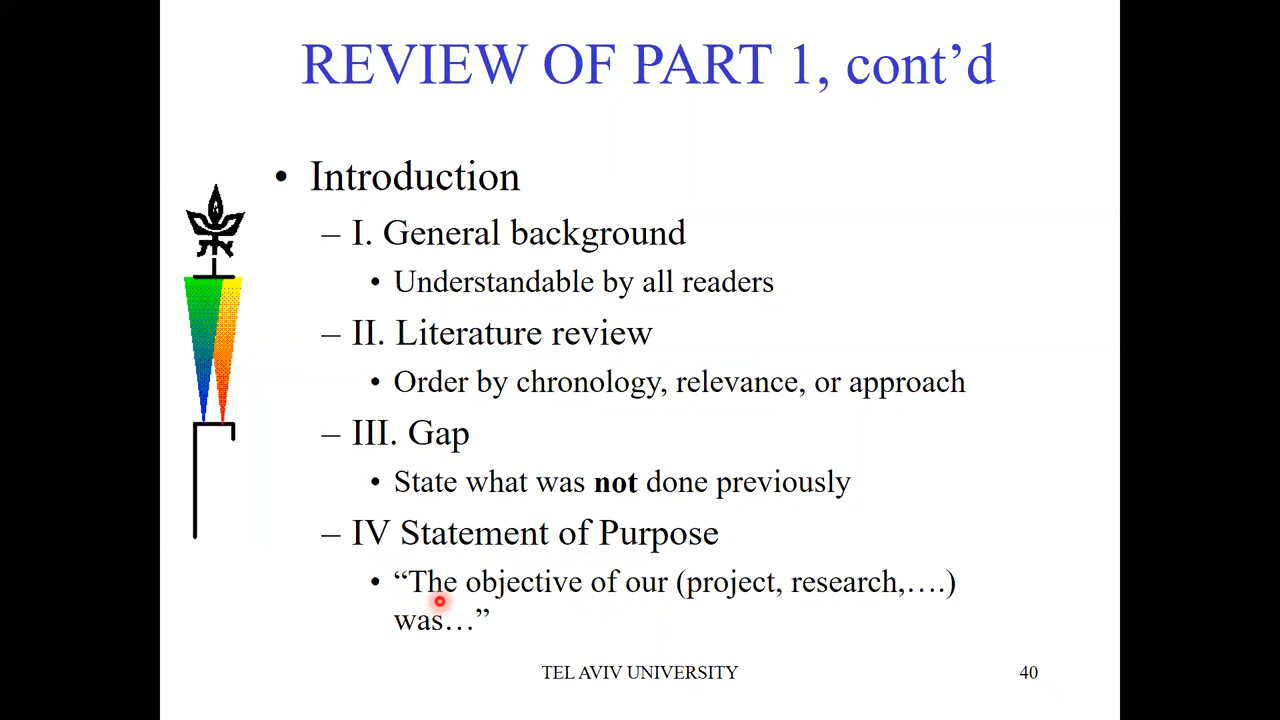 REVIEW OF PART 1, cont’d
• Introduction
– I. General background
• Understandable by all readers
– II. Literature review
• Order by chronology, relevance, or approach
– III. Gap
• State what was not done previously
– IV Statement of Purpose
• “The objective of our (project, research,….)
was…”
TEL AVIV UNIVERSITY
40